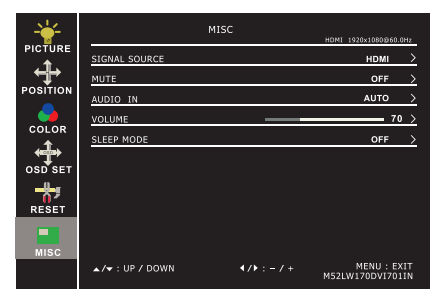 MISC
HDMI 1920x1080@60.0Hz
PICTURE
POSITION
COLOR
OSD
OSD SET
RESET
MISC
SIGNAL SOURCE HDMI >
MUTE OFF >
AUDIO IN AUTO >
VOLUME 70 >
SLEEP MODE OFF >
▲/▼ : UP / DOWN ◀/▶ : – / + MENU : EXIT
M52LW170DVI701IN